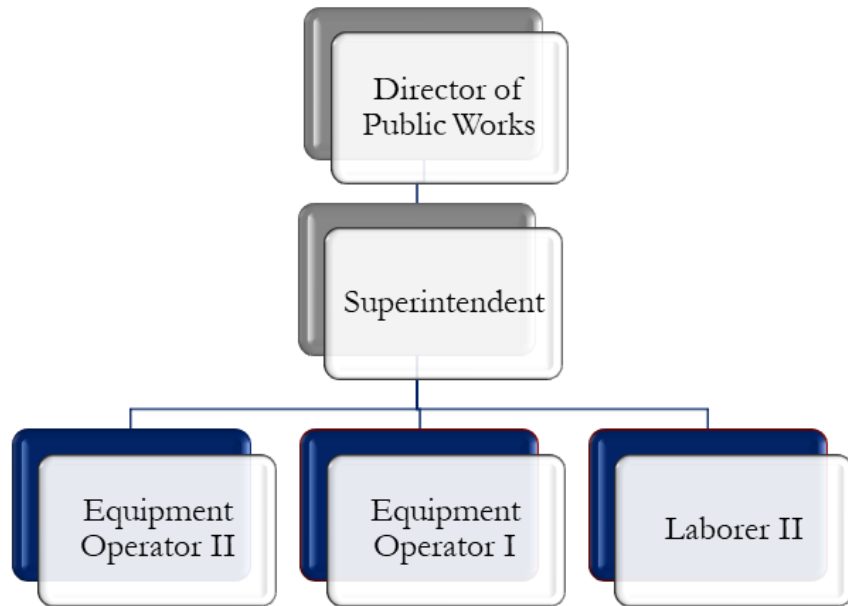 Director of
Public Works
Superintendent
Equipment
Operator II
Equipment
Operator I
Laborer II